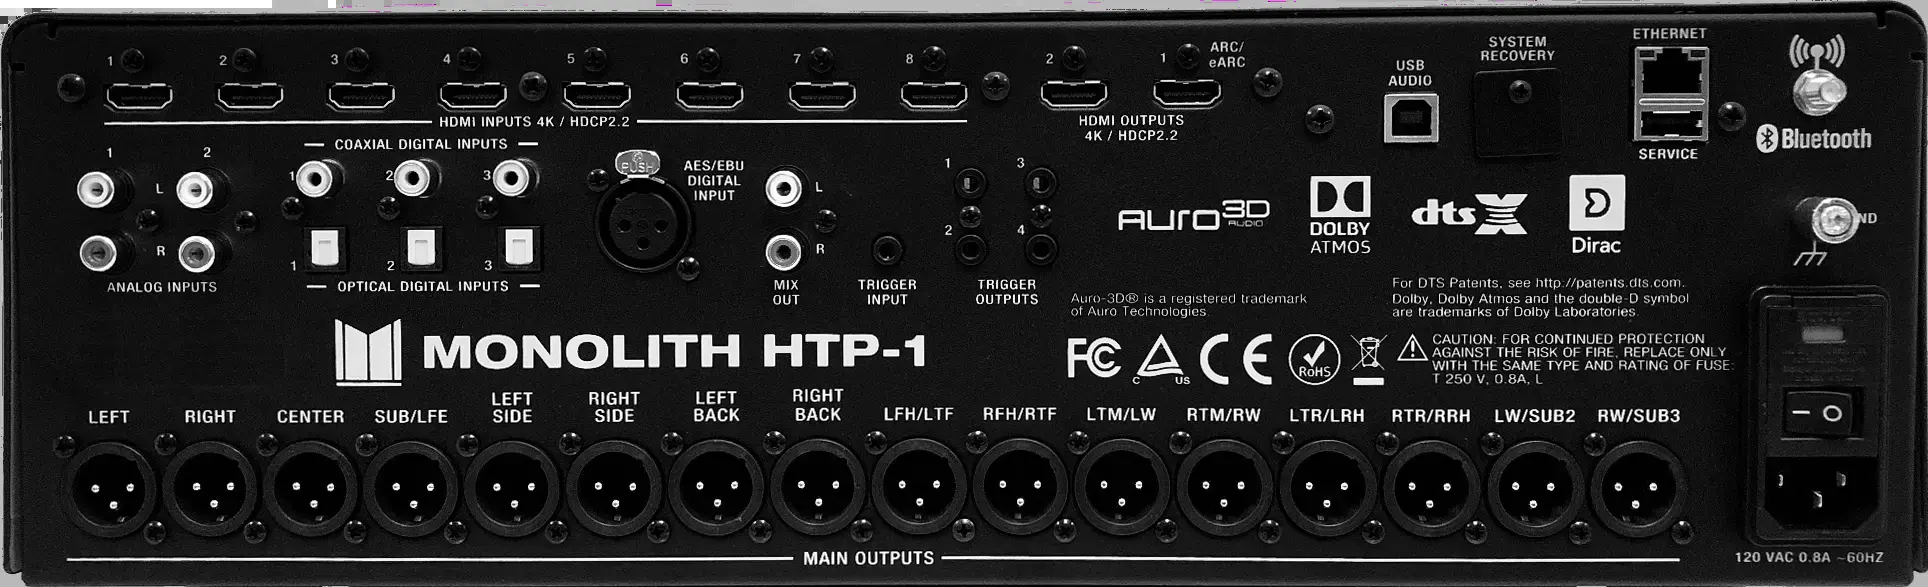 1 2 3 4 5 6 7 8 2 1 ARC/
eARC
HDMI INPUTS 4K / HDCP2.2
HDMI OUTPUTS
4K / HDCP2.2
USB
AUDIO
SYSTEM
RECOVERY
ETHERNET
SERVICE
Bluetooth
1 2
L
R
ANALOG INPUTS
COAXIAL DIGITAL INPUTS
1 2 3
1 2 3
OPTICAL DIGITAL INPUTS
PUSH
AES/EBU
DIGITAL
INPUT
L
R
MIX
OUT
TRIGGER
INPUT
1 3
2 4
TRIGGER
OUTPUTS
AURO 3D
AUDIO
DOLBY
ATMOS
dts X
Dirac
ND
Auro-3D® is a registered trademark
of Auro Technologies.
For DTS Patents, see http://patents.dts.com.
Dolby, Dolby Atmos and the double-D symbol
are trademarks of Dolby Laboratories.
MONOLITH HTP-1
FC
C US
CE
RoHS
CAUTION: FOR CONTINUED PROTECTION
AGAINST THE RISK OF FIRE, REPLACE ONLY
WITH THE SAME TYPE AND RATING OF FUSE:
T 250 V, 0.8A, L
LEFT
RIGHT
CENTER
SUB/LFE
LEFT
SIDE
RIGHT
SIDE
LEFT
BACK
RIGHT
BACK
LFH/LTF
RFH/RTF
LTM/LW
RTM/RW
LTR/LRH
RTR/RRH
LW/SUB2
RW/SUB3
MAIN OUTPUTS
120 VAC 0.8A ~60HZ